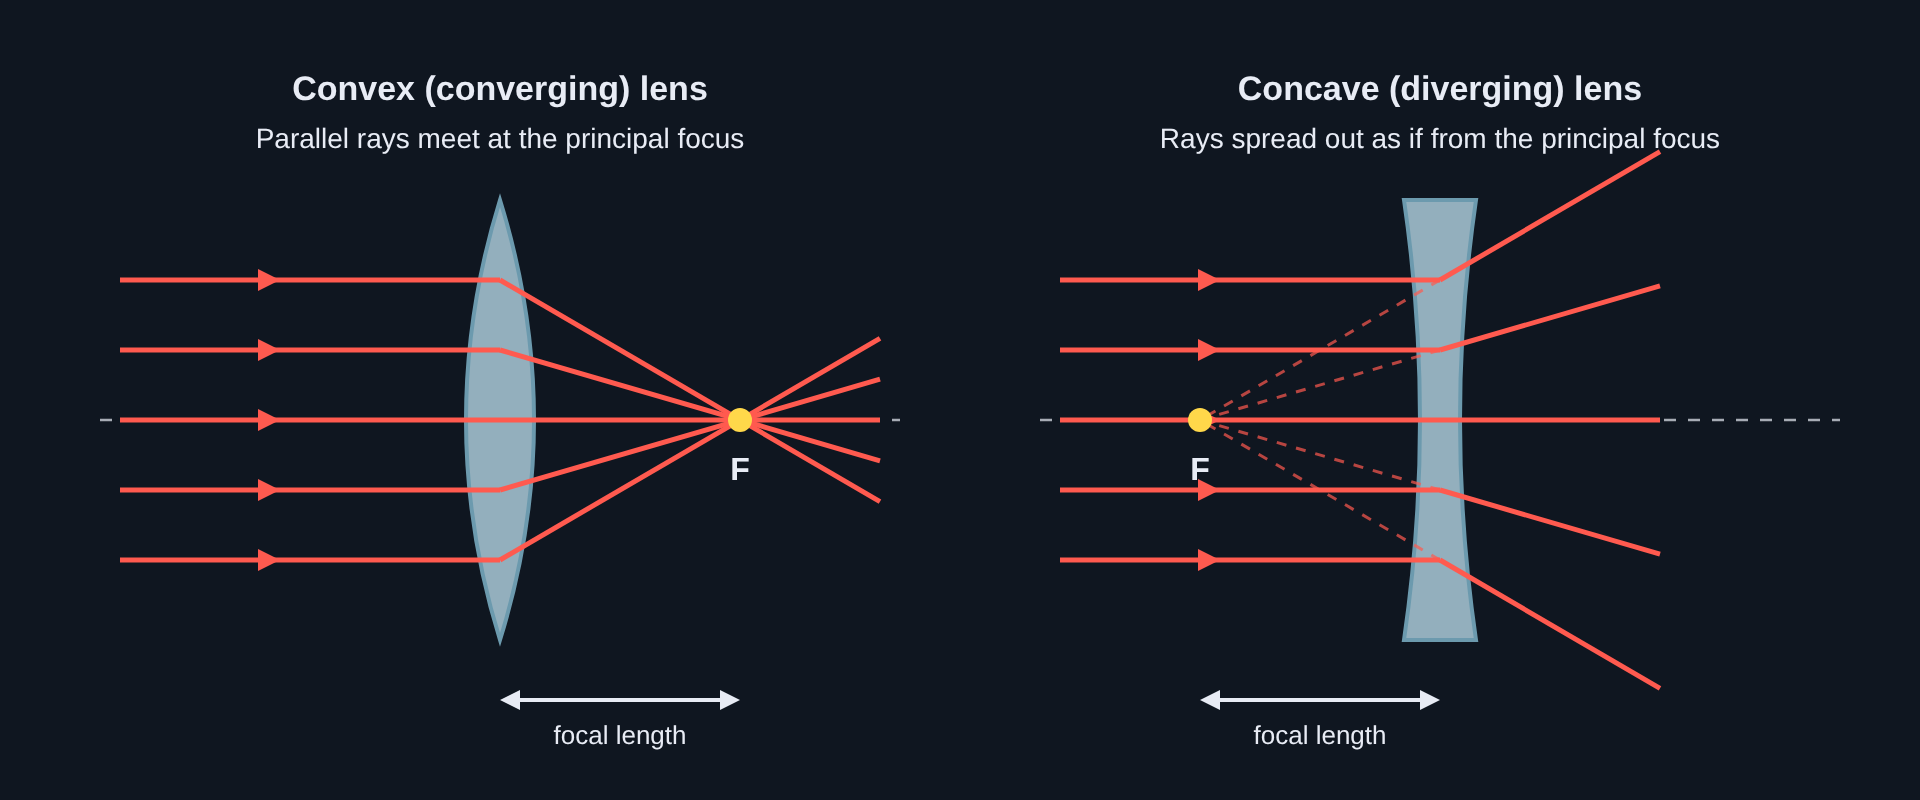 Convex (converging) lens
Parallel rays meet at the principal focus
F
focal length
Concave (diverging) lens
Rays spread out as if from the principal focus
F
focal length